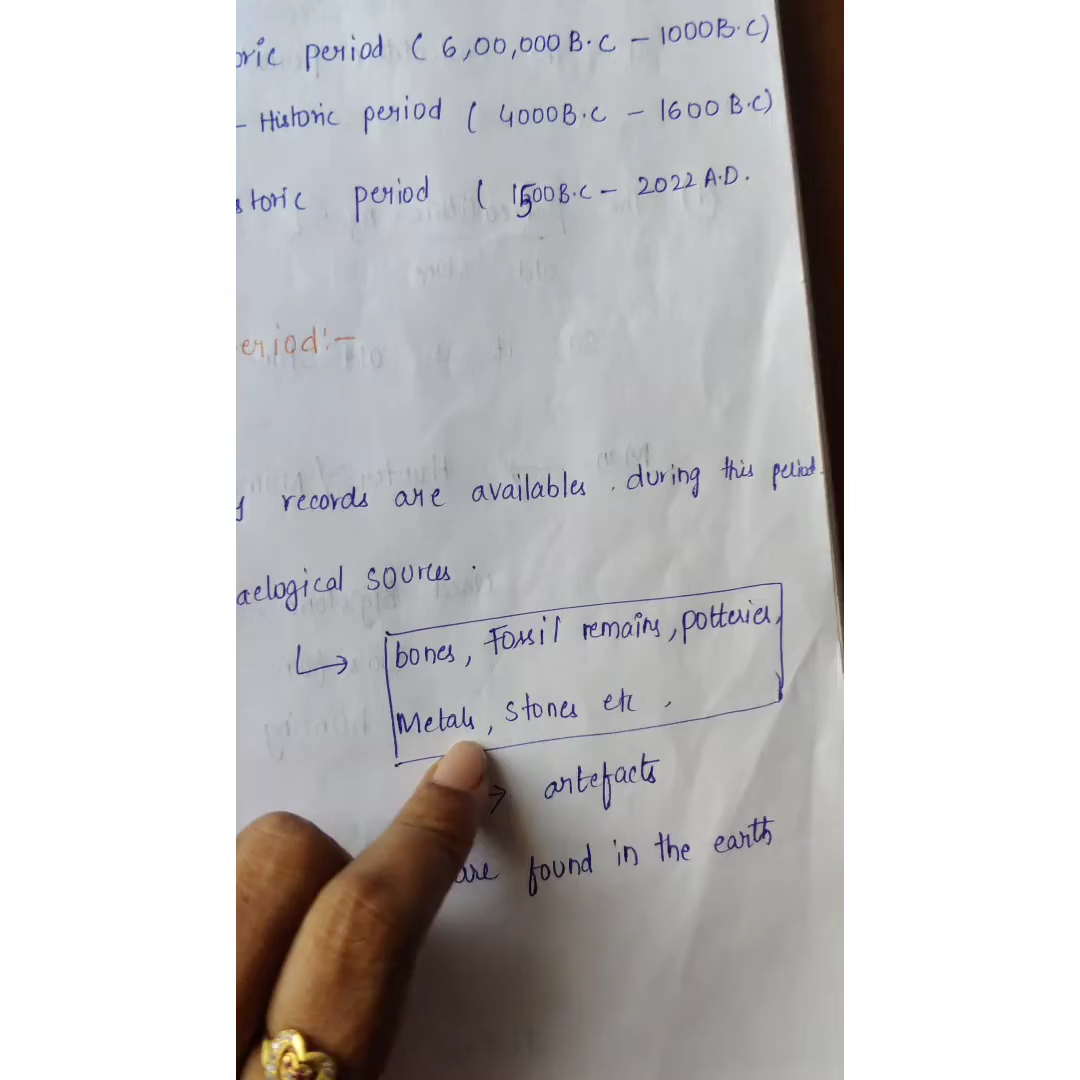 oric period ( 6,00,000 B.C – 1000B.C)
- Historic period ( 4000B.C – 1600 B.C)
storic period ( 1500B.C – 2022 A.D.
eriod:-
y records are availables . during this period.
aelogical sources .
↳ bones, Fossil remains, potteries,
Metals, stones etc .
→ artefacts
are found in the earth